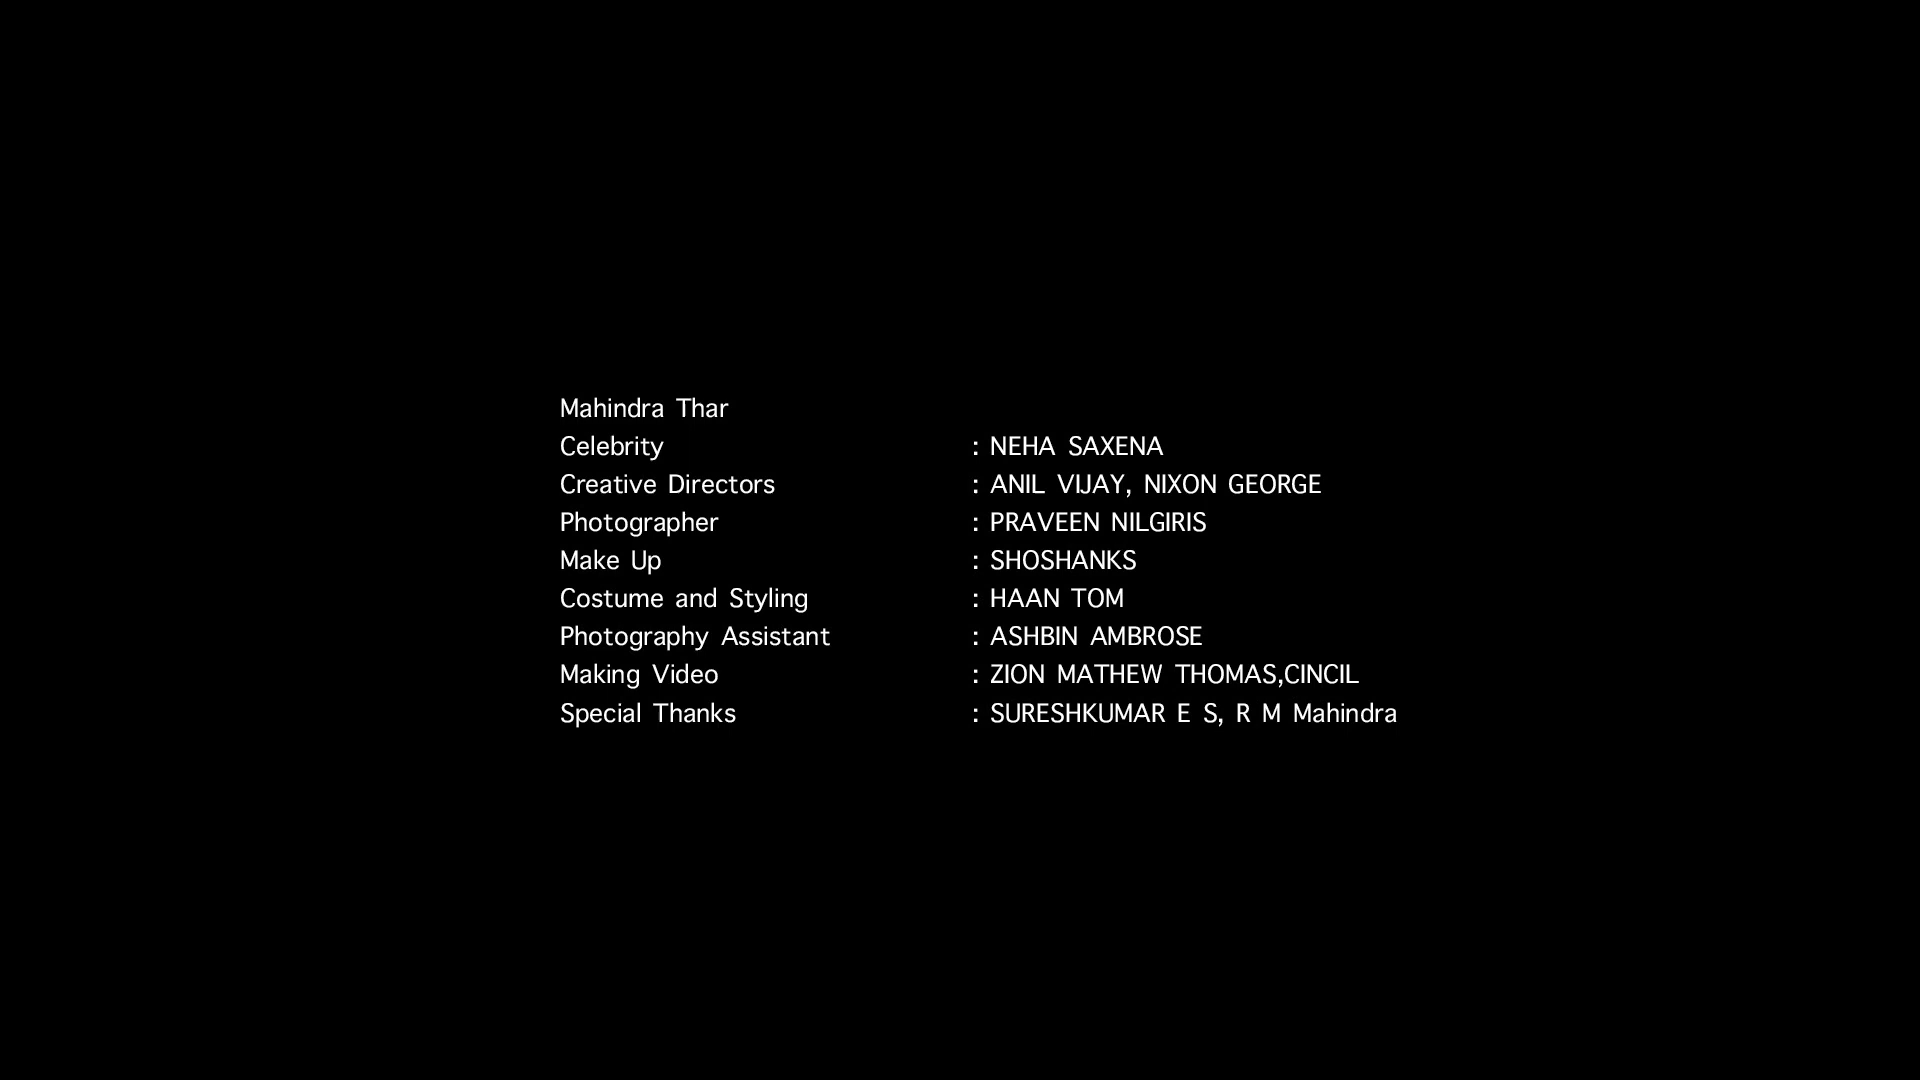 Mahindra Thar
Celebrity : NEHA SAXENA
Creative Directors : ANIL VIJAY, NIXON GEORGE
Photographer : PRAVEEN NILGIRIS
Make Up : SHOSHANKS
Costume and Styling : HAAN TOM
Photography Assistant : ASHBIN AMBROSE
Making Video : ZION MATHEW THOMAS,CINCIL
Special Thanks : SURESHKUMAR E S, R M Mahindra